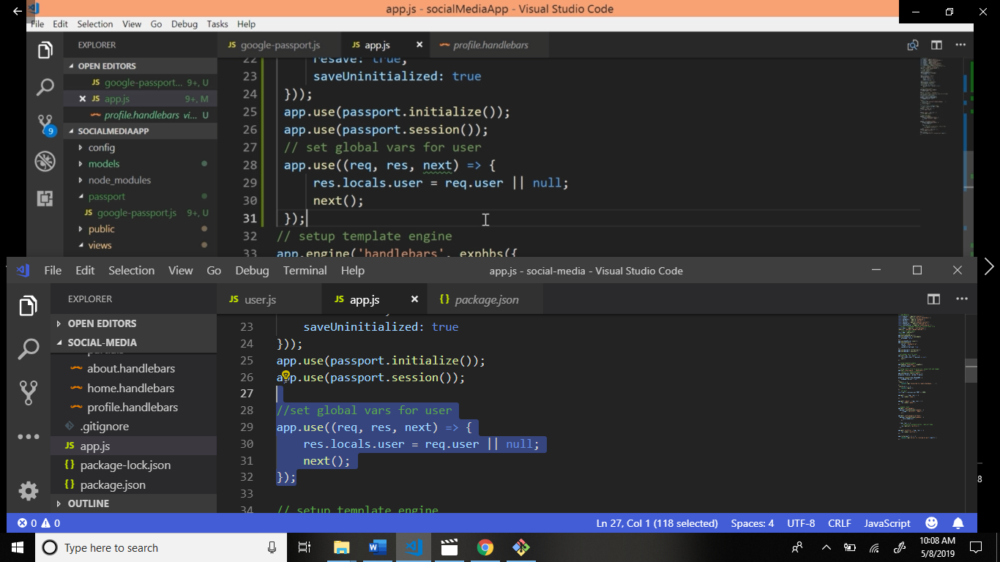 app.js - socialMediaApp - Visual Studio Code
File Edit Selection View Go Debug Tasks Help
EXPLORER
JS google-passport.js
JS app.js ×
profile.handlebars
OPEN EDITORS
JS google-passport... 9+, U
× JS app.js 9+, M
profile.handlebars vi... U
SOCIALMEDIAAPP
config
models
node_modules
passport
JS google-passport.js 9+, U
public
views
9
22 resave: true,
23 saveUninitialized: true
24 }));
25 app.use(passport.initialize());
26 app.use(passport.session());
27 // set global vars for user
28 app.use((req, res, next) => {
29 res.locals.user = req.user || null;
30 next();
31 });
32 // setup template engine
33 app.engine('handlebars', exphbs({
File Edit Selection View Go Debug Terminal Help
app.js - social-media - Visual Studio Code
EXPLORER
JS user.js
JS app.js ×
{} package.json
OPEN EDITORS
SOCIAL-MEDIA
about.handlebars
home.handlebars
profile.handlebars
.gitignore
JS app.js
{} package-lock.json
{} package.json
OUTLINE
23 saveUninitialized: true
24 }));
25 app.use(passport.initialize());
26 app.use(passport.session());
27
28 //set global vars for user
29 app.use((req, res, next) => {
30 res.locals.user = req.user || null;
31 next();
32 });
33
34 // setup template engine
0 0
Ln 27, Col 1 (118 selected) Spaces: 4 UTF-8 CRLF JavaScript
8
Type here to search
10:08 AM
5/8/2019